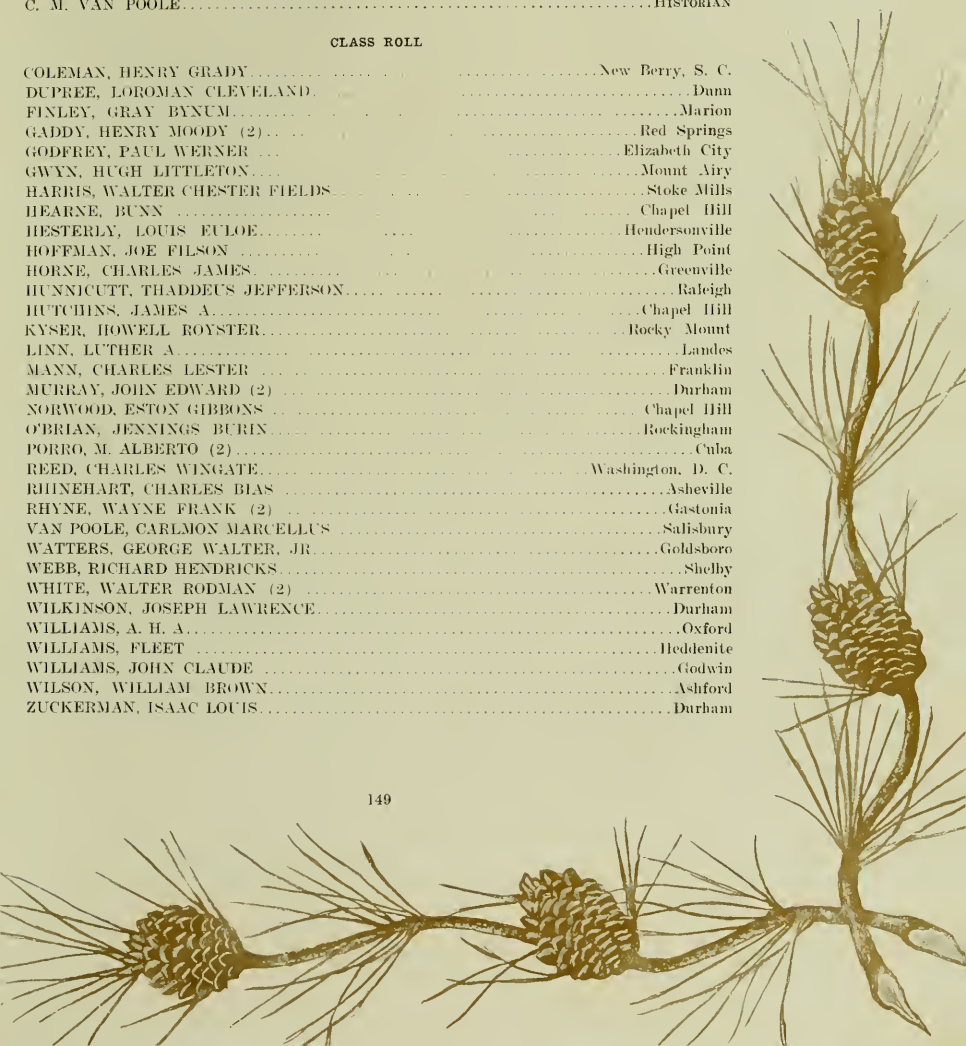 C. M. VAN POOLE HISTORIAN
CLASS ROLL
COLEMAN, HENRY GRADY New Berry, S. C.
DUPREE, LOROMAN CLEVELAND Dunn
FINLEY, GRAY BYNUM Marion
GADDY, HENRY MOODY (2) Red Springs
GODFREY, PAUL WERNER Elizabeth City
GWYN, HUGH LITTLETON Mount Airy
HARRIS, WALTER CHESTER FIELDS Stoke Mills
HEARNE, BUNN Chapel Hill
HESTERLY, LOUIS EULOE Hendersonville
HOFFMAN, JOE FILSON High Point
HORNE, CHARLES JAMES Greenville
HUNNICUTT, THADDEUS JEFFERSON Raleigh
HUTCHINS, JAMES A Chapel Hill
KYSER, HOWELL ROYSTER Rocky Mount
LINN, LUTHER A Landes
MANN, CHARLES LESTER Franklin
MURRAY, JOHN EDWARD (2) Durham
NORWOOD, ESTON GIBBONS Chapel Hill
O'BRIAN, JENNINGS BURIN Rockingham
PORRO, M. ALBERTO (2) Cuba
REED, CHARLES WINGATE Washington, D. C.
RHINEHART, CHARLES BIAS Asheville
RHYNE, WAYNE FRANK (2) Gastonia
VAN POOLE, CARLMON MARCELLUS Salisbury
WATTERS, GEORGE WALTER, JR Goldsboro
WEBB, RICHARD HENDRICKS Shelby
WHITE, WALTER RODMAN (2) Warrenton
WILKINSON, JOSEPH LAWRENCE Durham
WILLIAMS, A. H. A Oxford
WILLIAMS, FLEET Heddenite
WILLIAMS, JOHN CLAUDE Godwin
WILSON, WILLIAM BROWN Ashford
ZUCKERMAN, ISAAC LOUIS Durham
149